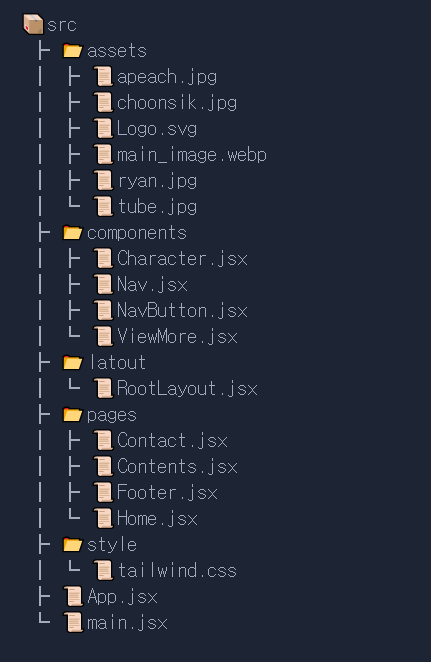 src
assets
apeach.jpg
choonsik.jpg
Logo.svg
main_image.webp
ryan.jpg
tube.jpg
components
Character.jsx
Nav.jsx
NavButton.jsx
ViewMore.jsx
latout
RootLayout.jsx
pages
Contact.jsx
Contents.jsx
Footer.jsx
Home.jsx
style
tailwind.css
App.jsx
main.jsx